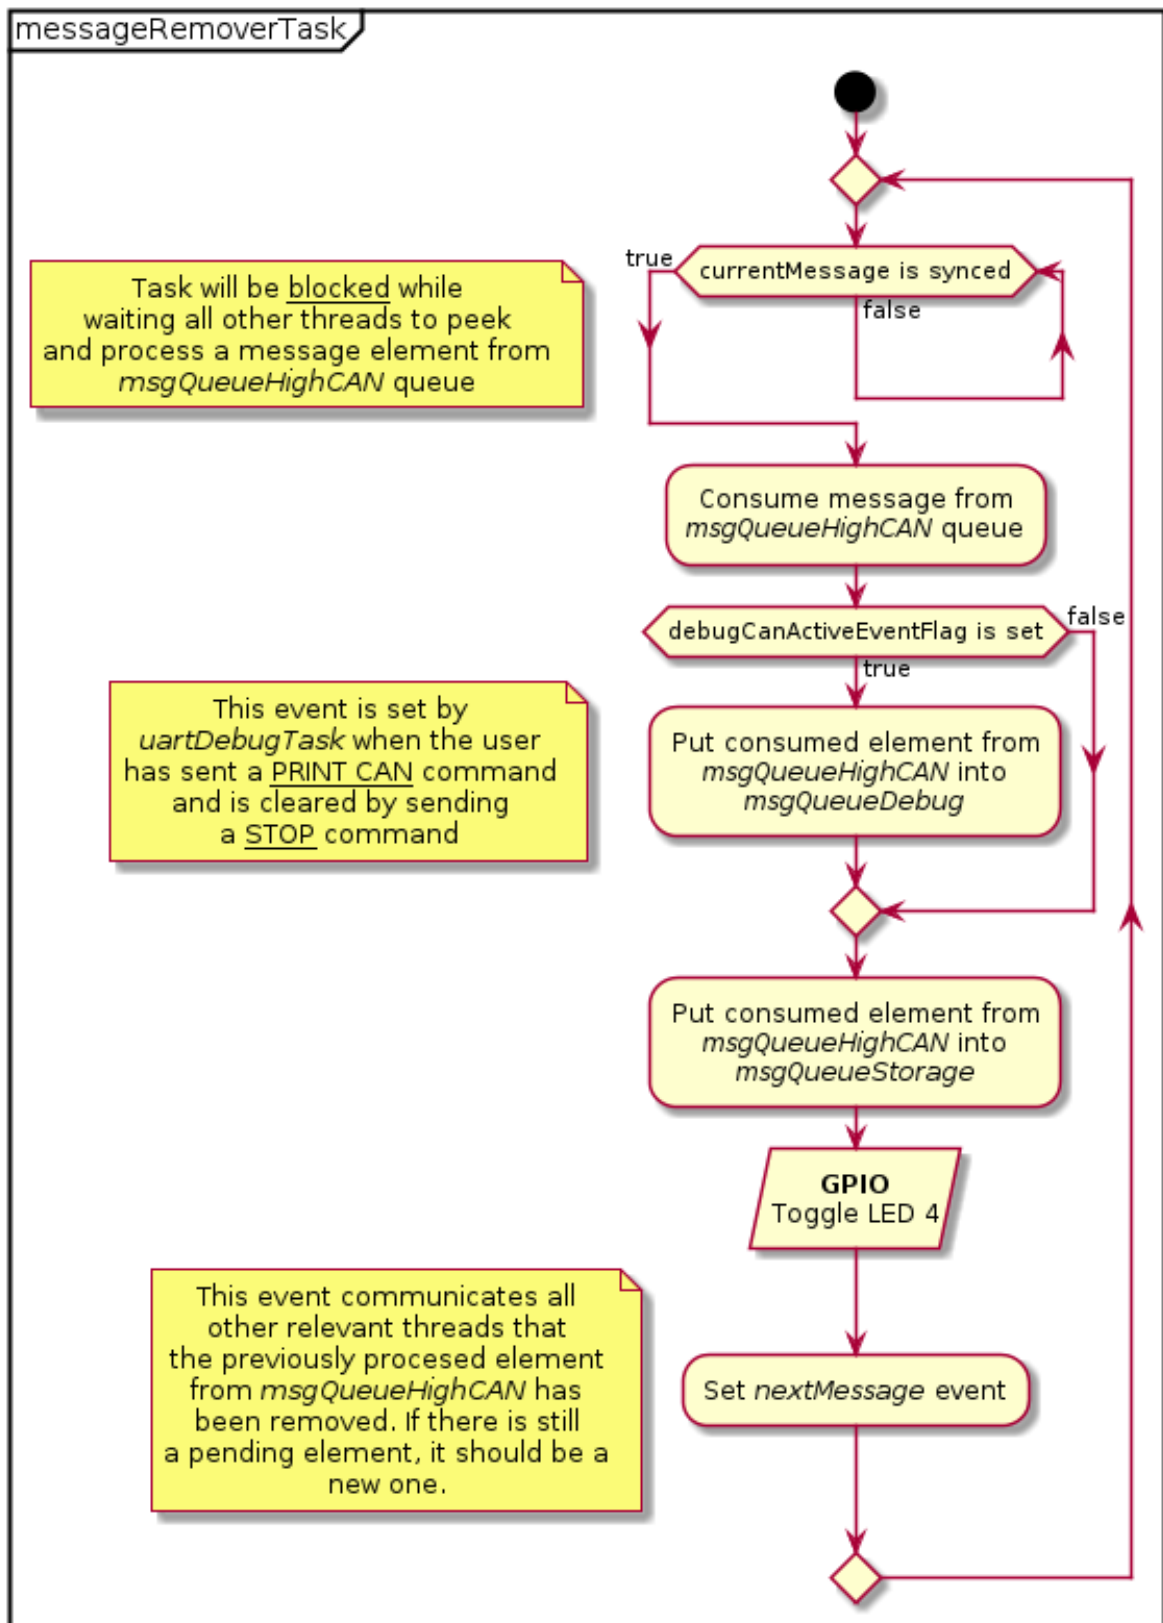 messageRemoverTask
true
currentMessage is synced
false
Task will be blocked while
waiting all other threads to peek
and process a message element from
msgQueueHighCAN queue
Consume message from
msgQueueHighCAN queue
debugCanActiveEventFlag is set
false
true
This event is set by
uartDebugTask when the user
has sent a PRINT CAN command
and is cleared by sending
a STOP command
Put consumed element from
msgQueueHighCAN into
msgQueueDebug
Put consumed element from
msgQueueHighCAN into
msgQueueStorage
GPIO
Toggle LED 4
This event communicates all
other relevant threads that
the previously procesed element
from msgQueueHighCAN has
been removed. If there is still
a pending element, it should be a
new one.
Set nextMessage event